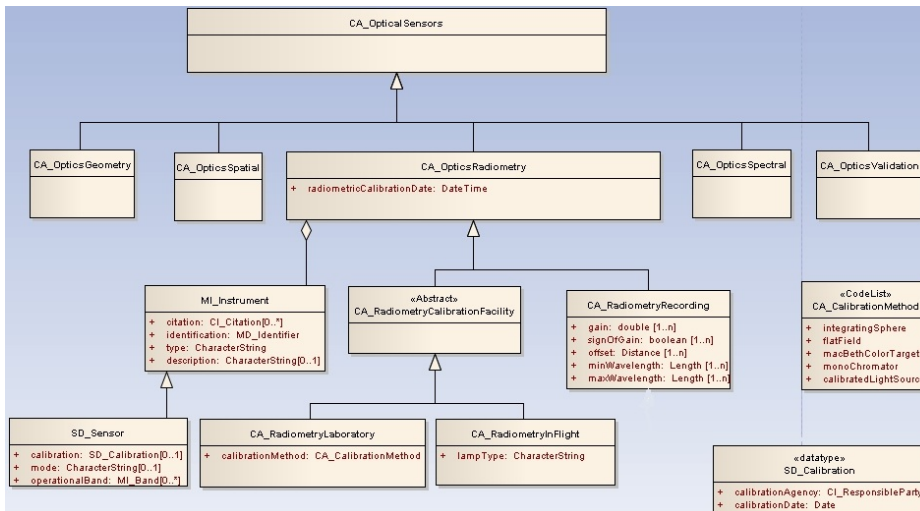 CA_OpticalSensors
CA_OpticsGeometry
CA_OpticsSpatial
CA_OpticsRadiometry
+ radiometricCalibrationDate: DateTime
CA_OpticsSpectral
CA_OpticsValidation
MI_Instrument
+ citation: CI_Citation[0..*]
+ identification: MD_Identifier
+ type: CharacterString
+ description: CharacterString[0..1]
«Abstract»
CA_RadiometryCalibrationFacility
CA_RadiometryRecording
+ gain: double [1..n]
+ signOfGain: boolean [1..n]
+ offset: Distance [1..n]
+ minWavelength: Length [1..n]
+ maxWavelength: Length [1..n]
«CodeList»
CA_CalibrationMethod
+ integratingSphere
+ flatField
+ macBethColorTarget
+ monoChromator
+ calibratedLightSourc
SD_Sensor
+ calibration: SD_Calibration[0..1]
+ mode: CharacterString[0..1]
+ operationalBand: MI_Band[0..*]
CA_RadiometryLaboratory
+ calibrationMethod: CA_CalibrationMethod
CA_RadiometryInFlight
+ lampType: CharacterString
«datatype»
SD_Calibration
+ calibrationAgency: CI_ResponsibleParty
+ calibrationDate: Date